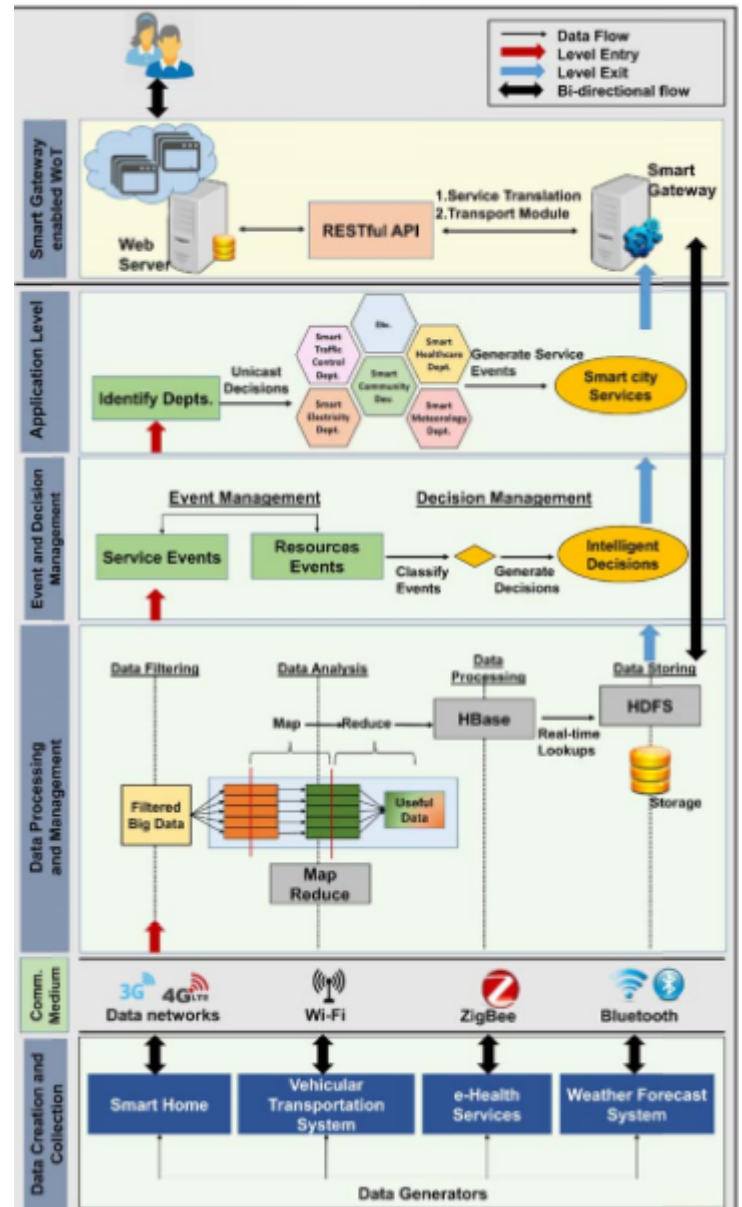 Data Flow
Level Entry
Level Exit
Bi-directional flow
Smart Gateway
enabled WoT
Web
Server
RESTful API
1.Service Translation
2.Transport Module
Smart
Gateway
Application Level
Identify Depts.
Unicast
Decisions
Etc.
Smart
Traffic
Control
Dept.
Smart
Healthcare
Dept.
Smart
Community
Dev.
Smart
Electricity
Dept.
Smart
Meteorology
Dept.
Generate Service
Events
Smart city
Services
Event and Decision
Management
Event Management
Decision Management
Service Events
Resources
Events
Classify
Events
Generate
Decisions
Intelligent
Decisions
Data Processing
and Management
Data Filtering
Data Analysis
Data
Processing
Data Storing
Map
Reduce
HBase
Real-time
Lookups
HDFS
Storage
Filtered
Big Data
Useful
Data
Map
Reduce
Comm.
Medium
3G
4G LTE
Data networks
Wi-Fi
ZigBee
Bluetooth
Data Creation and
Collection
Smart Home
Vehicular
Transportation
System
e-Health
Services
Weather Forecast
System
Data Generators